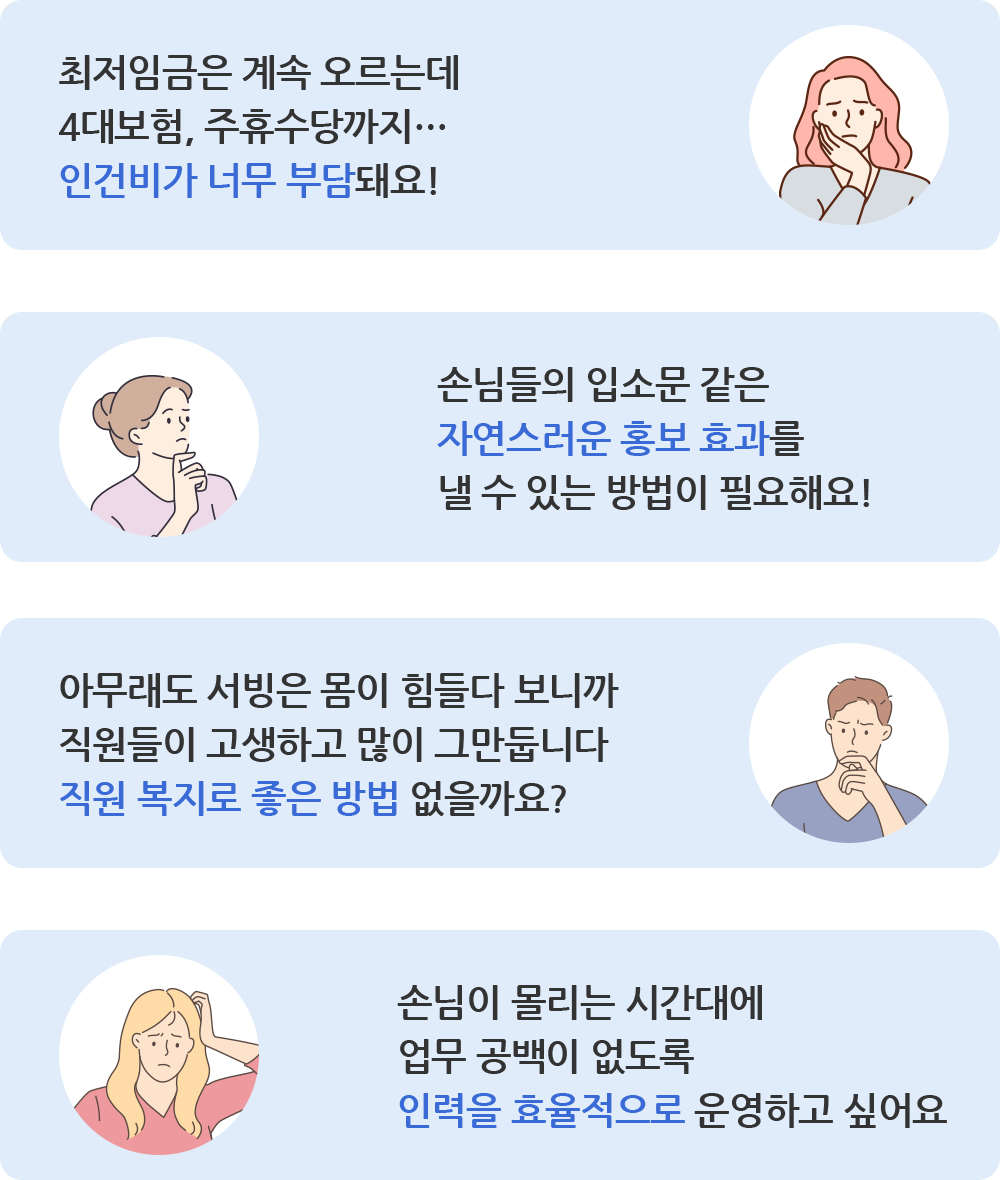 최저임금은 계속 오르는데
4대보험, 주휴수당까지…
인건비가 너무 부담돼요!
손님들의 입소문 같은
자연스러운 홍보 효과를
낼 수 있는 방법이 필요해요!
아무래도 서빙은 몸이 힘들다 보니까
직원들이 고생하고 많이 그만둡니다
직원 복지로 좋은 방법 없을까요?
손님이 몰리는 시간대에
업무 공백이 없도록
인력을 효율적으로 운영하고 싶어요